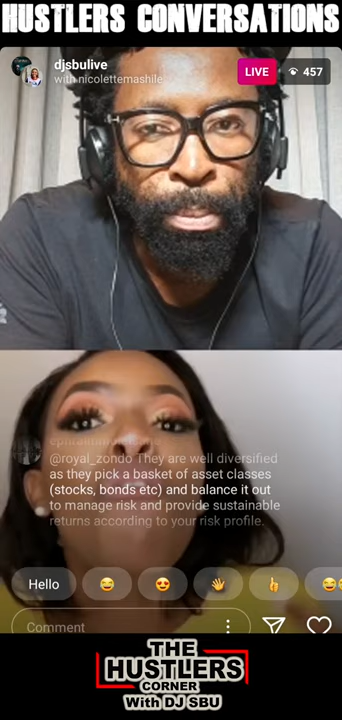 HUSTLERS CONVERSATIONS
djsbulive
with nicolettemashile
LIVE
457
@royal_zondo They are well diversified
as they pick a basket of asset classes
(stocks, bonds etc) and balance it out
to manage risk and provide sustainable
returns according to your risk profile.
Hello
Comment
THE
HUSTLERS
CORNER
With DJ SBU